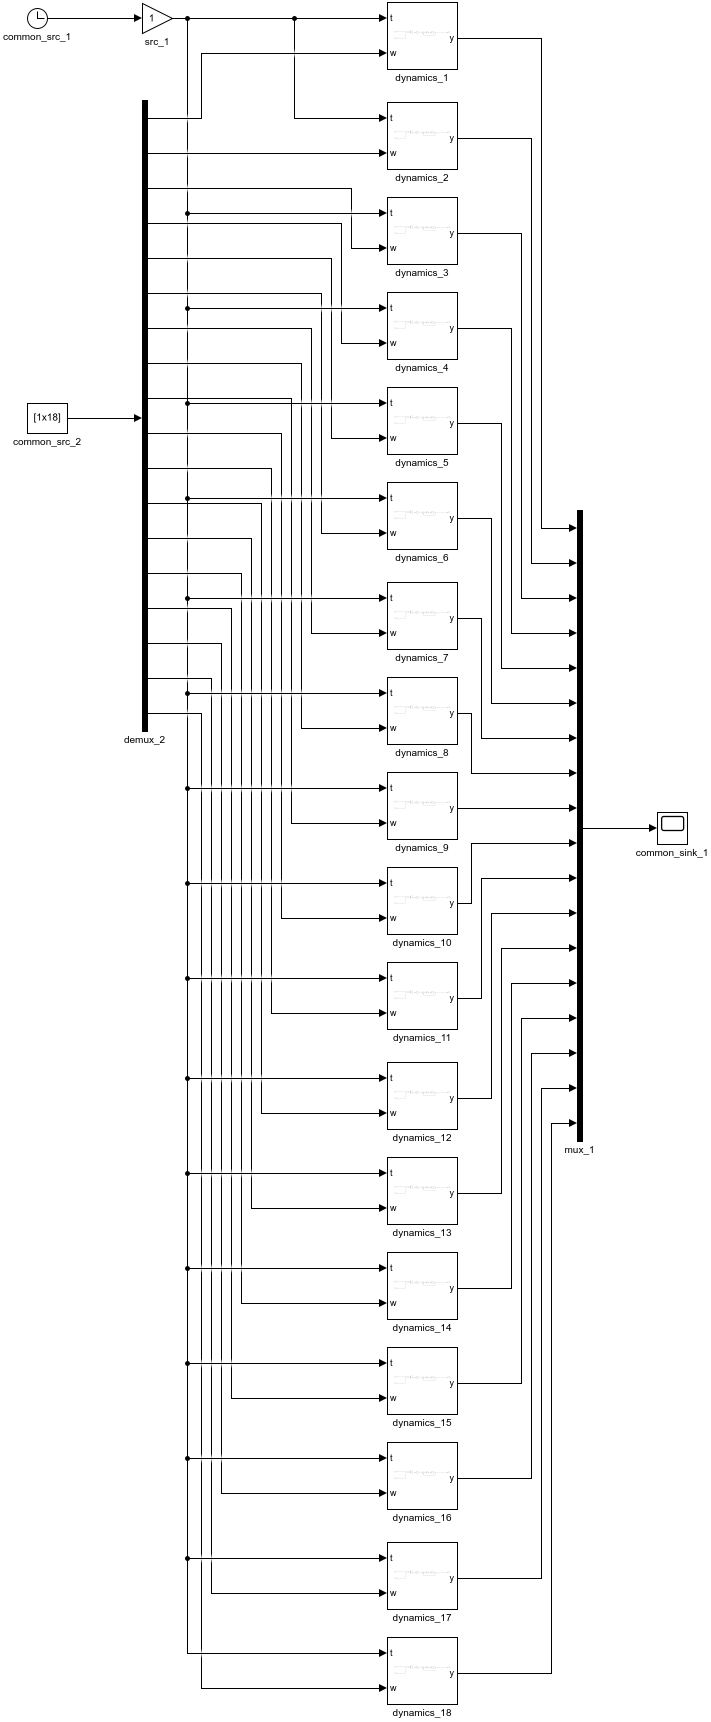 common_src_1
1
src_1
t
w
y
dynamics_1
t
w
y
dynamics_2
t
w
y
dynamics_3
t
w
y
dynamics_4
[1x18]
common_src_2
t
w
y
dynamics_5
t
w
y
dynamics_6
t
w
y
dynamics_7
t
w
y
dynamics_8
demux_2
t
w
y
dynamics_9
common_sink_1
t
w
y
dynamics_10
t
w
y
dynamics_11
t
w
y
dynamics_12
mux_1
t
w
y
dynamics_13
t
w
y
dynamics_14
t
w
y
dynamics_15
t
w
y
dynamics_16
t
w
y
dynamics_17
t
w
y
dynamics_18